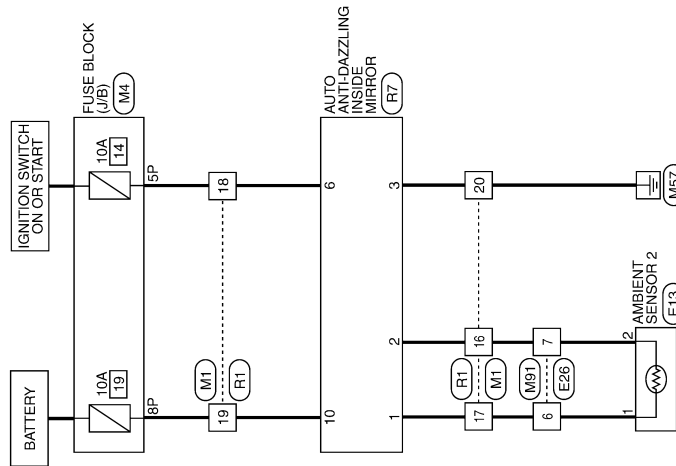 BATTERY
IGNITION SWITCH
ON OR START
10A
19
10A
14
FUSE BLOCK
(J/B)
M4
8P
5P
19
M1
R1
18
10
6
AUTO
ANTI-DAZZLING
INSIDE
MIRROR
R7
1
2
3
17
R1
M1
16
20
6
M91
E26
7
1
2
AMBIENT
SENSOR 2
E13
M57